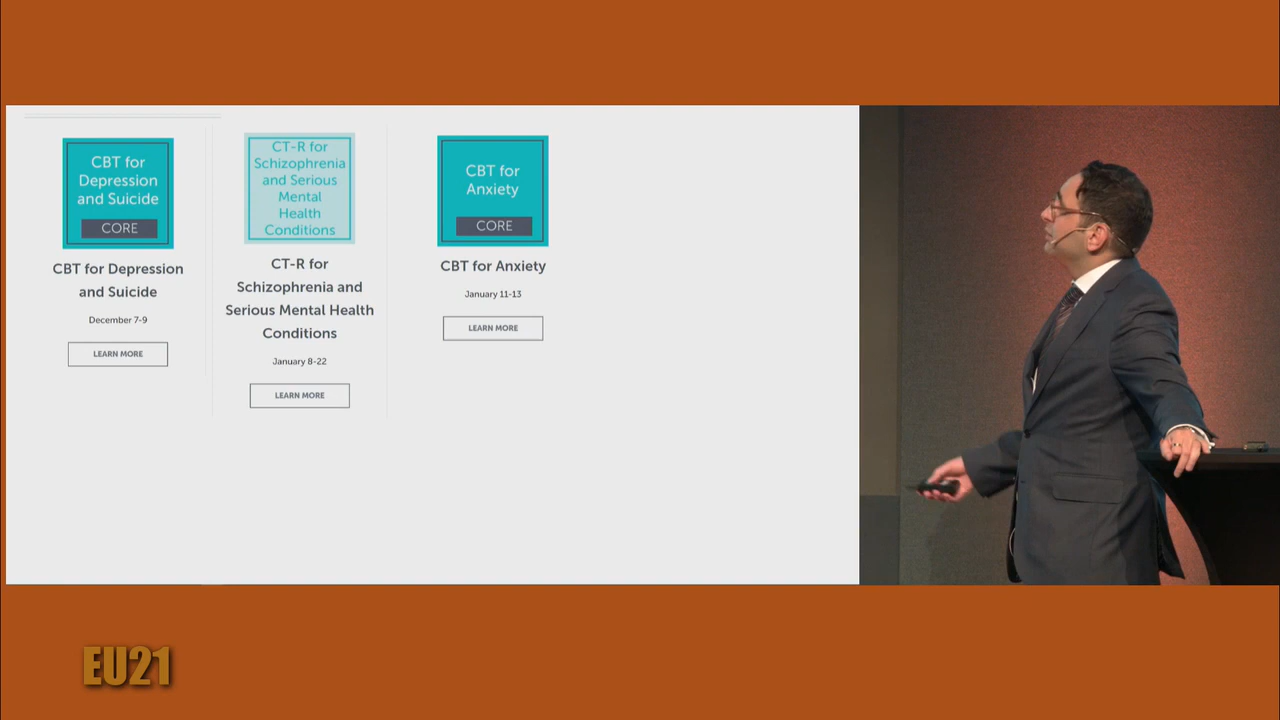 CBT for
Depression
and Suicide
CORE
CBT for Depression
and Suicide
December 7-9
LEARN MORE
CT-R for
Schizophrenia
and Serious
Mental
Health
Conditions
CT-R for
Schizophrenia and
Serious Mental Health
Conditions
January 8-22
LEARN MORE
CBT for
Anxiety
CORE
CBT for Anxiety
January 11-13
LEARN MORE
EU21